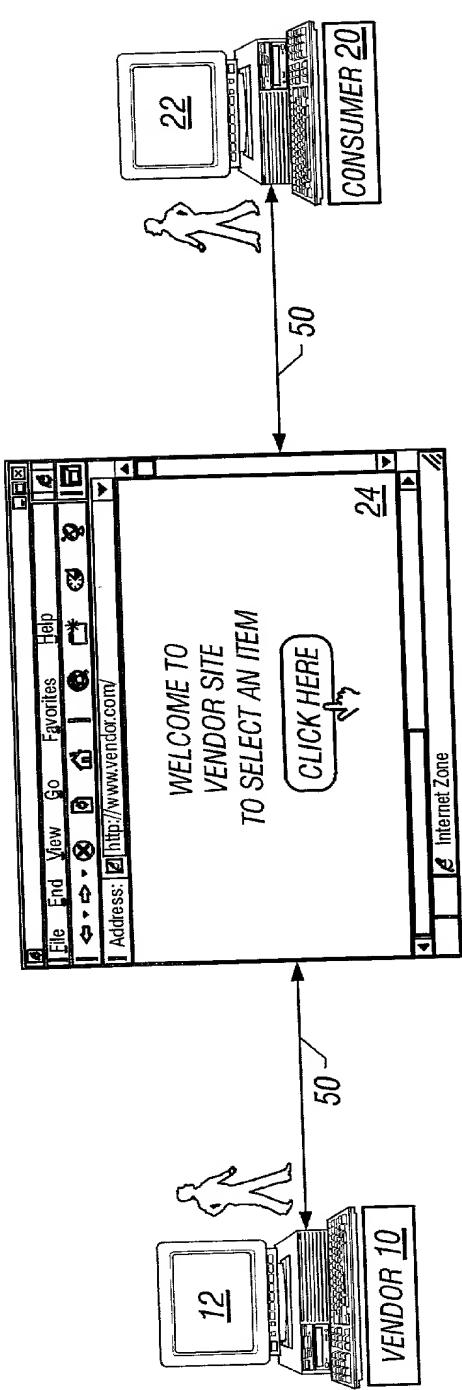 12
VENDOR 10
50
File End View Go Favorites Help
Address: http://www.vendor.com/
WELCOME TO
VENDOR SITE
TO SELECT AN ITEM
CLICK HERE
24
Internet Zone
50
22
CONSUMER 20